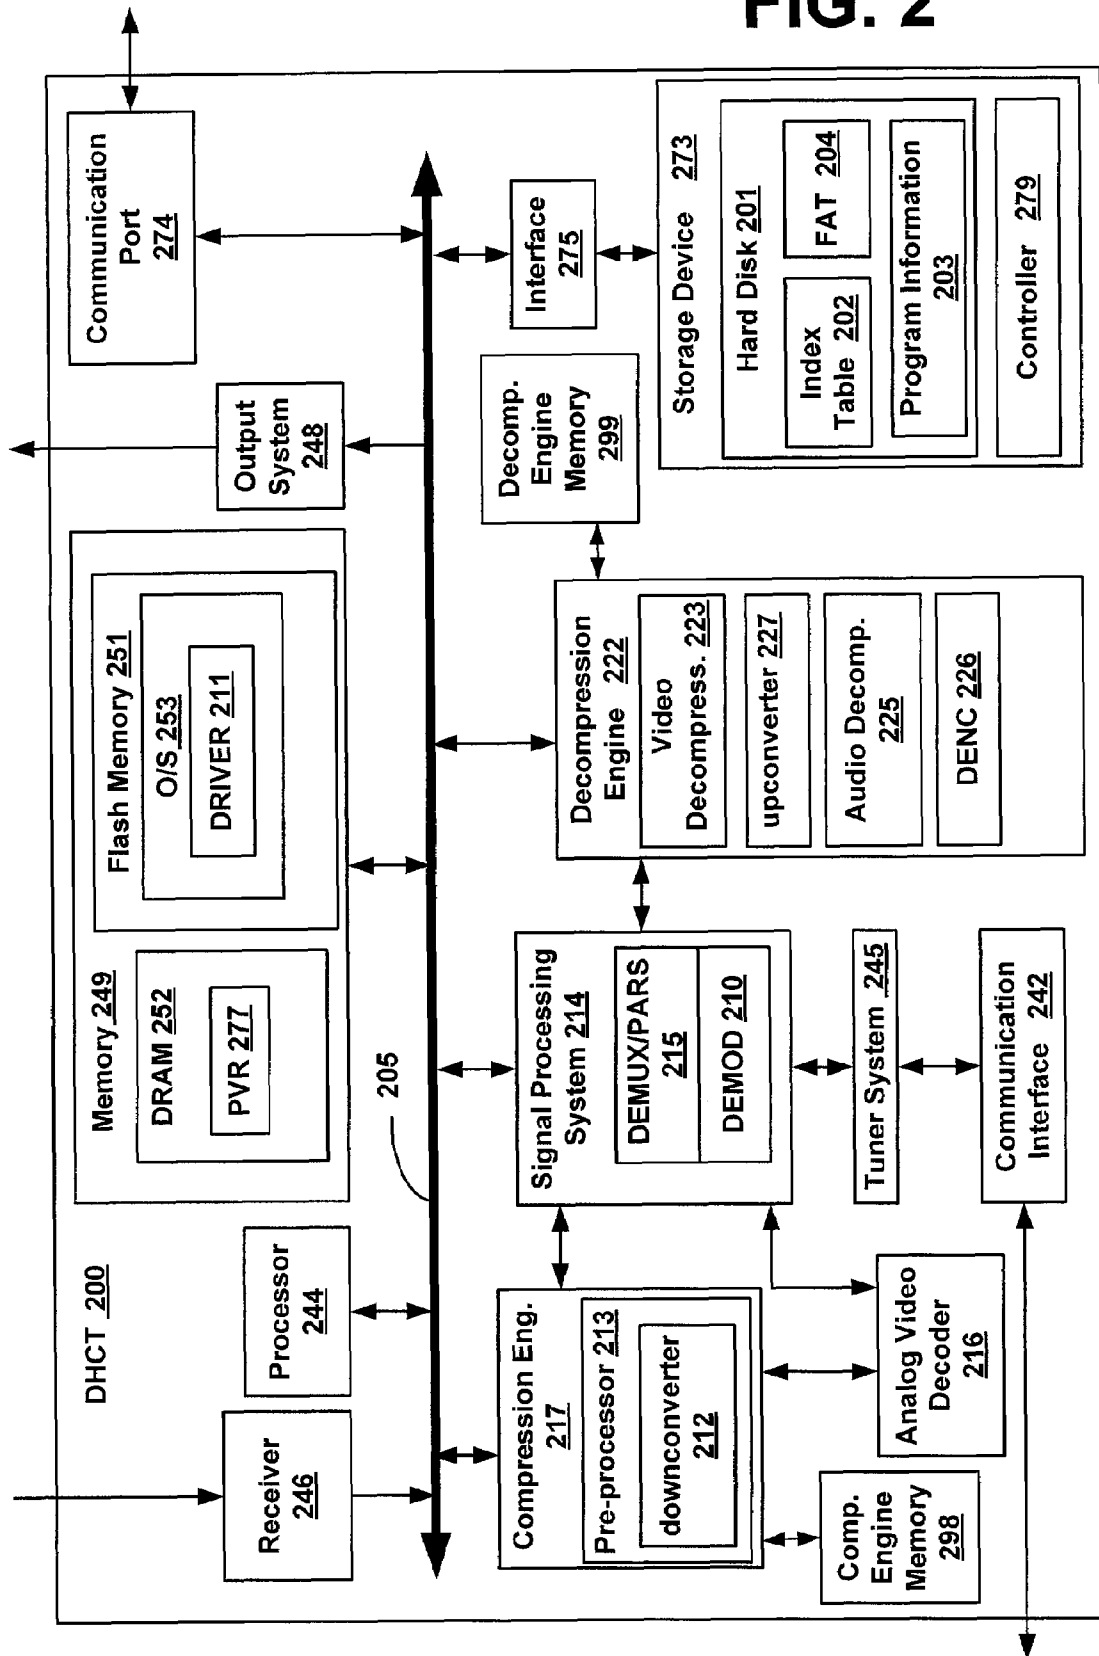 FIG. 2
DHCT 200
Receiver
246
Processor
244
Memory 249
DRAM 252
PVR 277
Flash Memory 251
O/S 253
DRIVER 211
Output
System
248
Communication
Port
274
205
Compression Eng.
217
Pre-processor 213
downconverter
212
Comp.
Engine
Memory
298
Analog Video
Decoder
216
Signal Processing
System 214
DEMUX/PARS
215
DEMOD 210
Tuner System 245
Communication
Interface 242
Decompression
Engine 222
Video
Decompress. 223
upconverter 227
Audio Decomp.
225
DENC 226
Decomp.
Engine
Memory
299
Interface
275
Storage Device 273
Hard Disk 201
Index
Table 202
FAT 204
Program Information
203
Controller 279